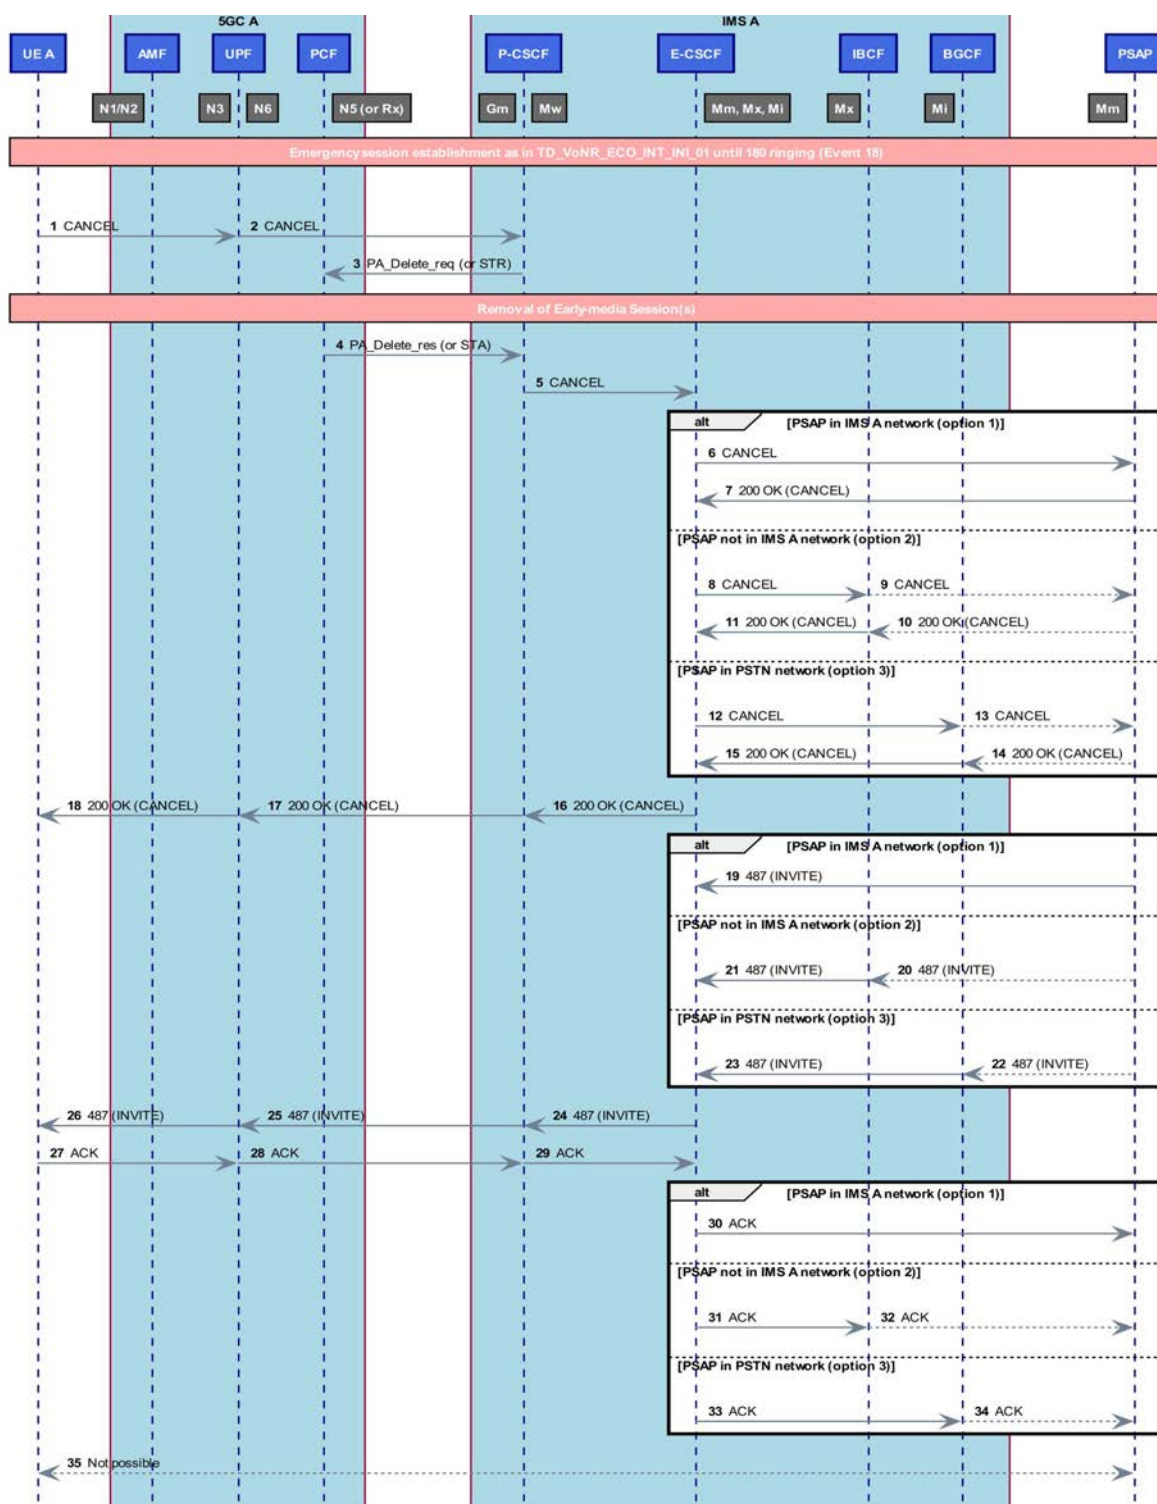 5GC A
IMS A
UE A
AMF
UPF
PCF
P-CSCF
E-CSCF
IBCF
BGCF
PSAP
N1/N2
N3
N6
N5 (or Rx)
Gm
Mw
Mm, Mx, Mi
Mx
Mi
Mm
Emergency session establishment as in TD_VoNR_ECO_INT_INI_01 until 180 ringing (Event 18)
1 CANCEL
2 CANCEL
3 PA_Delete_req (or STR)
Removal of Early-media Session(s)
4 PA_Delete_res (or STA)
5 CANCEL
alt
[PSAP in IMS A network (option 1)]
6 CANCEL
7 200 OK (CANCEL)
[PSAP not in IMS A network (option 2)]
8 CANCEL
9 CANCEL
11 200 OK (CANCEL)
10 200 OK (CANCEL)
[PSAP in PSTN network (option 3)]
12 CANCEL
13 CANCEL
15 200 OK (CANCEL)
14 200 OK (CANCEL)
18 200 OK (CANCEL)
17 200 OK (CANCEL)
16 200 OK (CANCEL)
alt
[PSAP in IMS A network (option 1)]
19 487 (INVITE)
[PSAP not in IMS A network (option 2)]
21 487 (INVITE)
20 487 (INVITE)
[PSAP in PSTN network (option 3)]
23 487 (INVITE)
22 487 (INVITE)
26 487 (INVITE)
25 487 (INVITE)
24 487 (INVITE)
27 ACK
28 ACK
29 ACK
alt
[PSAP in IMS A network (option 1)]
30 ACK
[PSAP not in IMS A network (option 2)]
31 ACK
32 ACK
[PSAP in PSTN network (option 3)]
33 ACK
34 ACK
35 Not possible